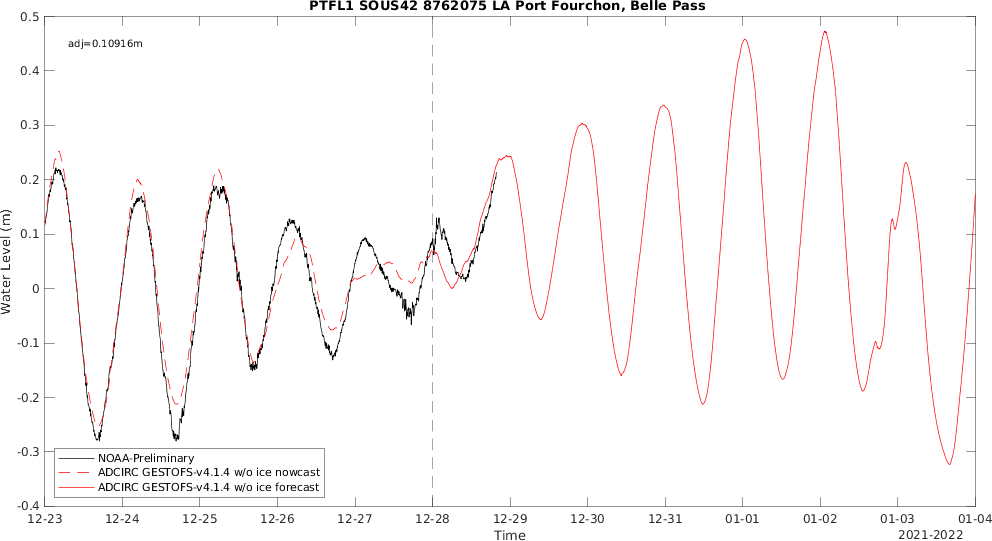 PTFL1 SOUS42 8762075 LA Port Fourchon, Belle Pass
adj=0.10916m
0.5
0.4
0.3
0.2
0.1
0
-0.1
-0.2
-0.3
-0.4
Water Level (m)
NOAA-Preliminary
ADCIRC GESTOFS-v4.1.4 w/o ice nowcast
ADCIRC GESTOFS-v4.1.4 w/o ice forecast
12-23 12-24 12-25 12-26 12-27 12-28 12-29 12-30 12-31 01-01 01-02 01-03 01-04
Time
2021-2022